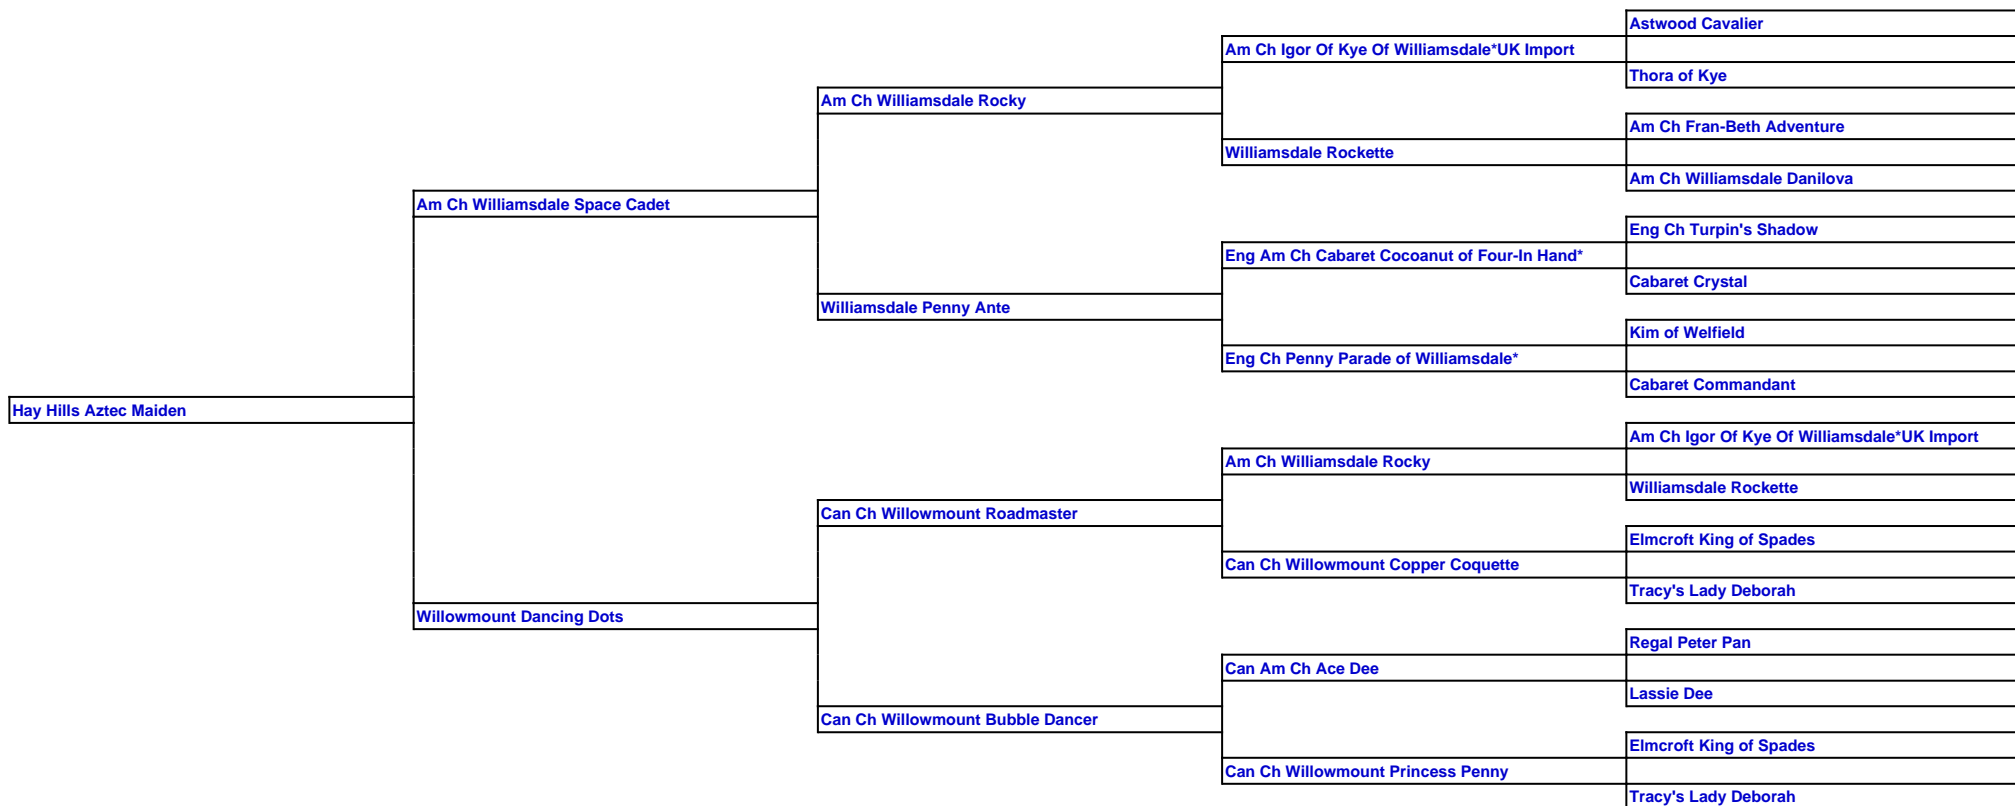 Astwood Cavalier
Am Ch Igor Of Kye Of Williamsdale*UK Import
Thora of Kye
Am Ch Williamsdale Rocky
Am Ch Fran-Beth Adventure
Williamsdale Rockette
Am Ch Williamsdale Danilova
Am Ch Williamsdale Space Cadet
Eng Ch Turpin's Shadow
Eng Am Ch Cabaret Cocoanut of Four-In Hand*
Cabaret Crystal
Williamsdale Penny Ante
Kim of Welfield
Eng Ch Penny Parade of Williamsdale*
Cabaret Commandant
Hay Hills Aztec Maiden
Am Ch Igor Of Kye Of Williamsdale*UK Import
Am Ch Williamsdale Rocky
Williamsdale Rockette
Can Ch Willowmount Roadmaster
Elmcroft King of Spades
Can Ch Willowmount Copper Coquette
Tracy's Lady Deborah
Willowmount Dancing Dots
Regal Peter Pan
Can Am Ch Ace Dee
Lassie Dee
Can Ch Willowmount Bubble Dancer
Elmcroft King of Spades
Can Ch Willowmount Princess Penny
Tracy's Lady Deborah